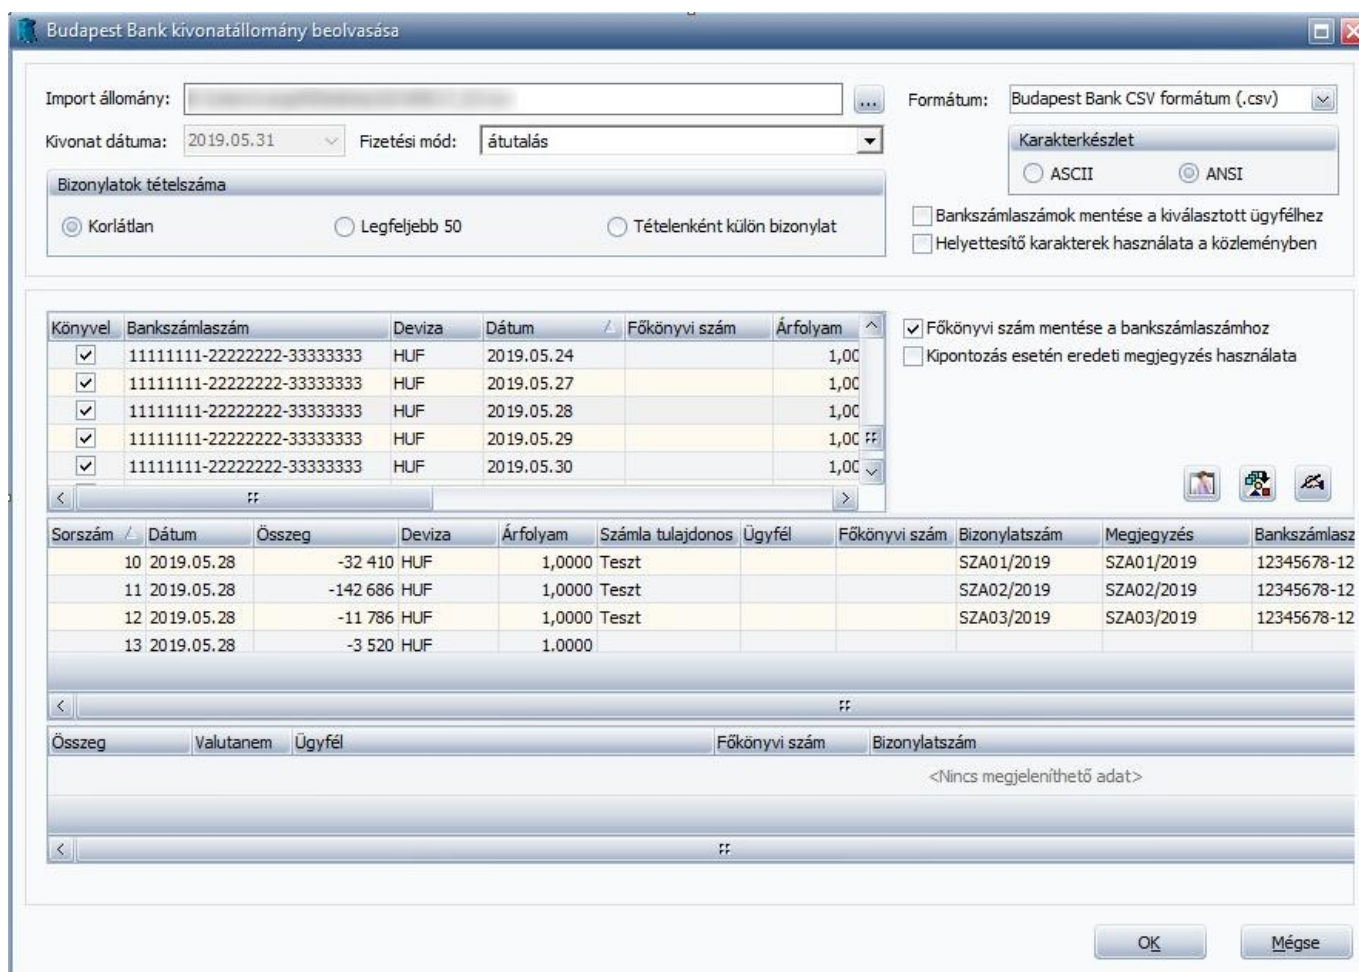 Budapest Bank kivonatállomány beolvasása
Import állomány: ... Formátum: Budapest Bank CSV formátum (.csv)
Kivonat dátuma: 2019.05.31 Fizetési mód: átutalás
Karakterkészlet
ASCII ANSI
Bizonylatok tételszáma
Korlátlan Legfeljebb 50 Tételenként külön bizonylat
Bankszámlaszámok mentése a kiválasztott ügyfélhez
Helyettesítő karakterek használata a közleményben
Könyvel Bankszámlaszám Deviza Dátum Főkönyvi szám Árfolyam
11111111-22222222-33333333 HUF 2019.05.24 1,00
11111111-22222222-33333333 HUF 2019.05.27 1,00
11111111-22222222-33333333 HUF 2019.05.28 1,00
11111111-22222222-33333333 HUF 2019.05.29 1,00
11111111-22222222-33333333 HUF 2019.05.30 1,00
Főkönyvi szám mentése a bankszámlaszámhoz
Kipontozás esetén eredeti megjegyzés használata
Sorszám Dátum Összeg Deviza Árfolyam Számla tulajdonos Ügyfél Főkönyvi szám Bizonylatszám Megjegyzés Bankszámlasz
10 2019.05.28 -32 410 HUF 1,0000 Teszt SZA01/2019 SZA01/2019 12345678-12
11 2019.05.28 -142 686 HUF 1,0000 Teszt SZA02/2019 SZA02/2019 12345678-12
12 2019.05.28 -11 786 HUF 1,0000 Teszt SZA03/2019 SZA03/2019 12345678-12
13 2019.05.28 -3 520 HUF 1.0000
Összeg Valutanem Ügyfél Főkönyvi szám Bizonylatszám
<Nincs megjeleníthető adat>
OK Mégse